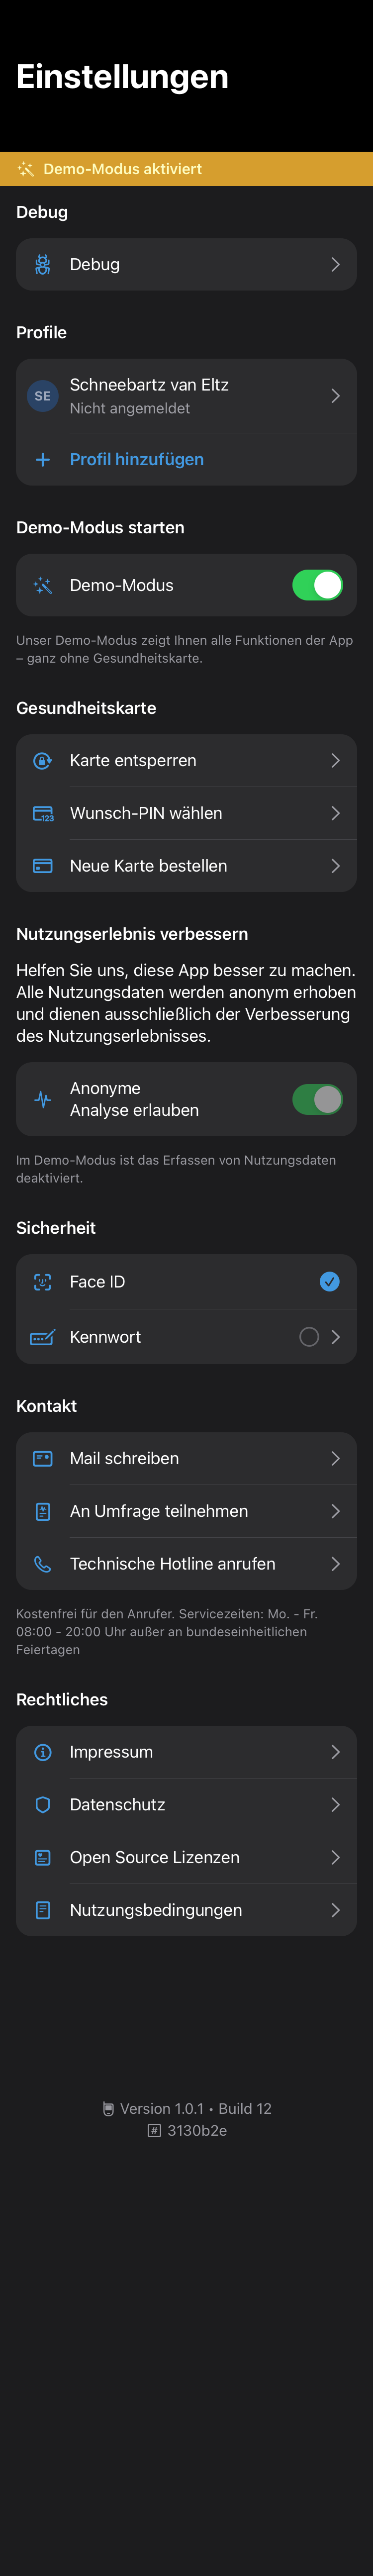 Einstellungen
Demo-Modus aktiviert
Debug
Debug
Profile
SE
Schneebartz van Eltz
Nicht angemeldet
Profil hinzufügen
Demo-Modus starten
Demo-Modus
Unser Demo-Modus zeigt Ihnen alle Funktionen der App
– ganz ohne Gesundheitskarte.
Gesundheitskarte
Karte entsperren
123
Wunsch-PIN wählen
Neue Karte bestellen
Nutzungserlebnis verbessern
Helfen Sie uns, diese App besser zu machen.
Alle Nutzungsdaten werden anonym erhoben
und dienen ausschließlich der Verbesserung
des Nutzungserlebnisses.
Anonyme
Analyse erlauben
Im Demo-Modus ist das Erfassen von Nutzungsdaten
deaktiviert.
Sicherheit
Face ID
Kennwort
Kontakt
Mail schreiben
An Umfrage teilnehmen
Technische Hotline anrufen
Kostenfrei für den Anrufer. Servicezeiten: Mo. - Fr.
08:00 - 20:00 Uhr außer an bundeseinheitlichen
Feiertagen
Rechtliches
Impressum
Datenschutz
Open Source Lizenzen
Nutzungsbedingungen
Version 1.0.1 • Build 12
# 3130b2e